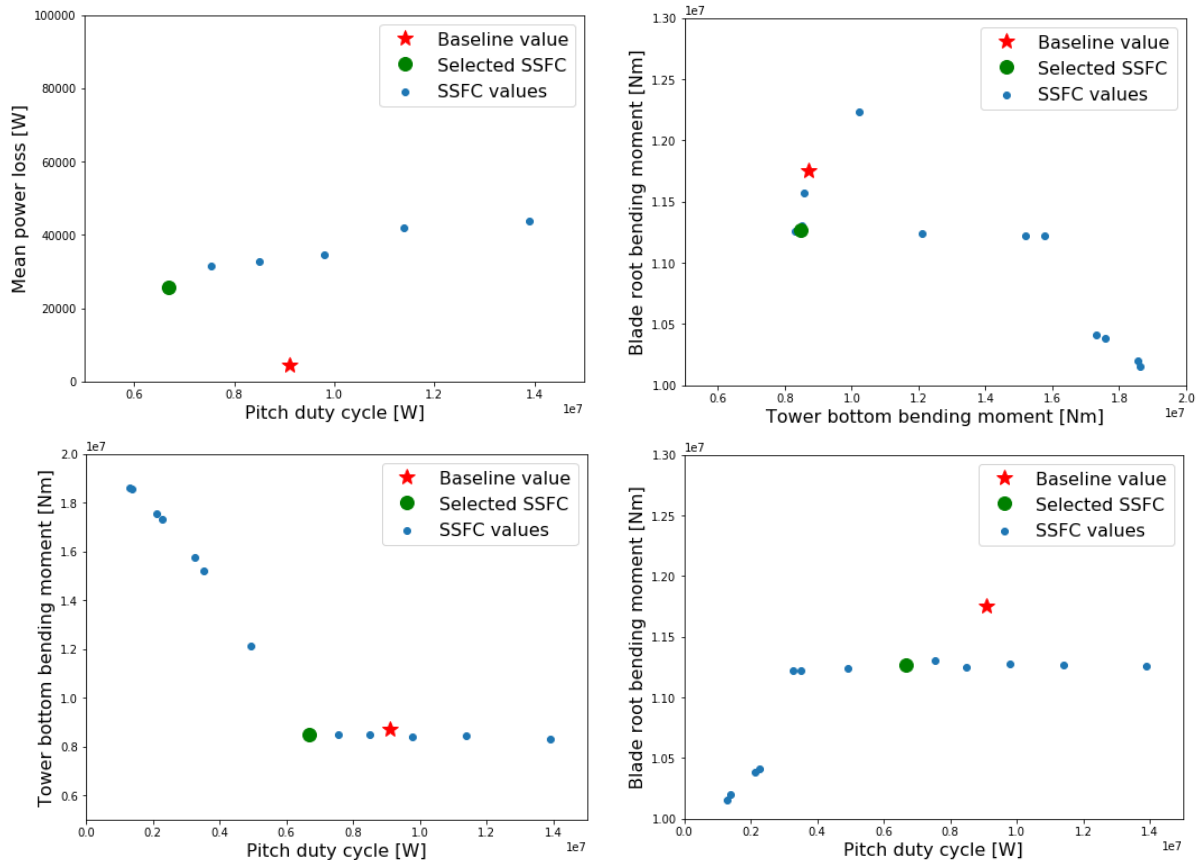 100000
80000
60000
40000
20000
0
Mean power loss [W]
Baseline value
Selected SSFC
SSFC values
0.6
0.8
1.0
1.2
1.4
1e7
Pitch duty cycle [W]
1e7
1.30
1.25
1.20
1.15
1.10
1.05
1.00
Blade root bending moment [Nm]
Baseline value
Selected SSFC
SSFC values
0.6
0.8
1.0
1.2
1.4
1.6
1.8
2.0
1e7
Tower bottom bending moment [Nm]
1e7
2.0
1.8
1.6
1.4
1.2
1.0
0.8
0.6
Tower bottom bending moment [Nm]
Baseline value
Selected SSFC
SSFC values
0.0
0.2
0.4
0.6
0.8
1.0
1.2
1.4
1e7
Pitch duty cycle [W]
1e7
1.30
1.25
1.20
1.15
1.10
1.05
1.00
Blade root bending moment [Nm]
Baseline value
Selected SSFC
SSFC values
0.0
0.2
0.4
0.6
0.8
1.0
1.2
1.4
1e7
Pitch duty cycle [W]